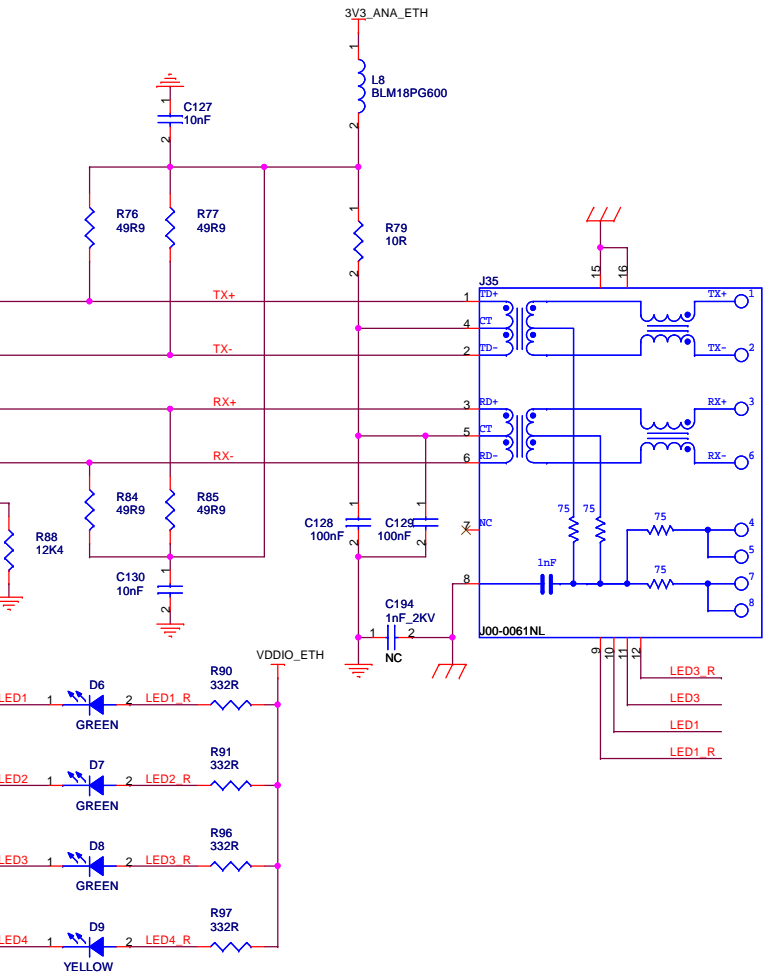 3V3_ANA_ETH
1
L8
BLM18PG600
2
1
C127
10nF
2
R76
49R9
R77
49R9
1
R79
10R
2
15
16
J35
TX+
1
TD+
TX+
1
4
CT
TX-
2
TD-
TX-
2
RX+
3
RD+
RX+
3
5
CT
RX-
6
RD-
RX-
6
R84
49R9
R85
49R9
1
C128
100nF
2
1
C129
100nF
2
7
NC
75
75
75
4
5
R88
12K4
1
C130
10nF
2
8
1nF
75
7
8
C194
1nF_2KV
1
2
NC
J00-0061NL
9
10
11
12
LED3_R
LED3
LED1
LED1_R
VDDIO_ETH
LED1
1
D6
GREEN
2
LED1_R
R90
332R
LED2
1
D7
GREEN
2
LED2_R
R91
332R
LED3
1
D8
GREEN
2
LED3_R
R96
332R
LED4
1
D9
YELLOW
2
LED4_R
R97
332R